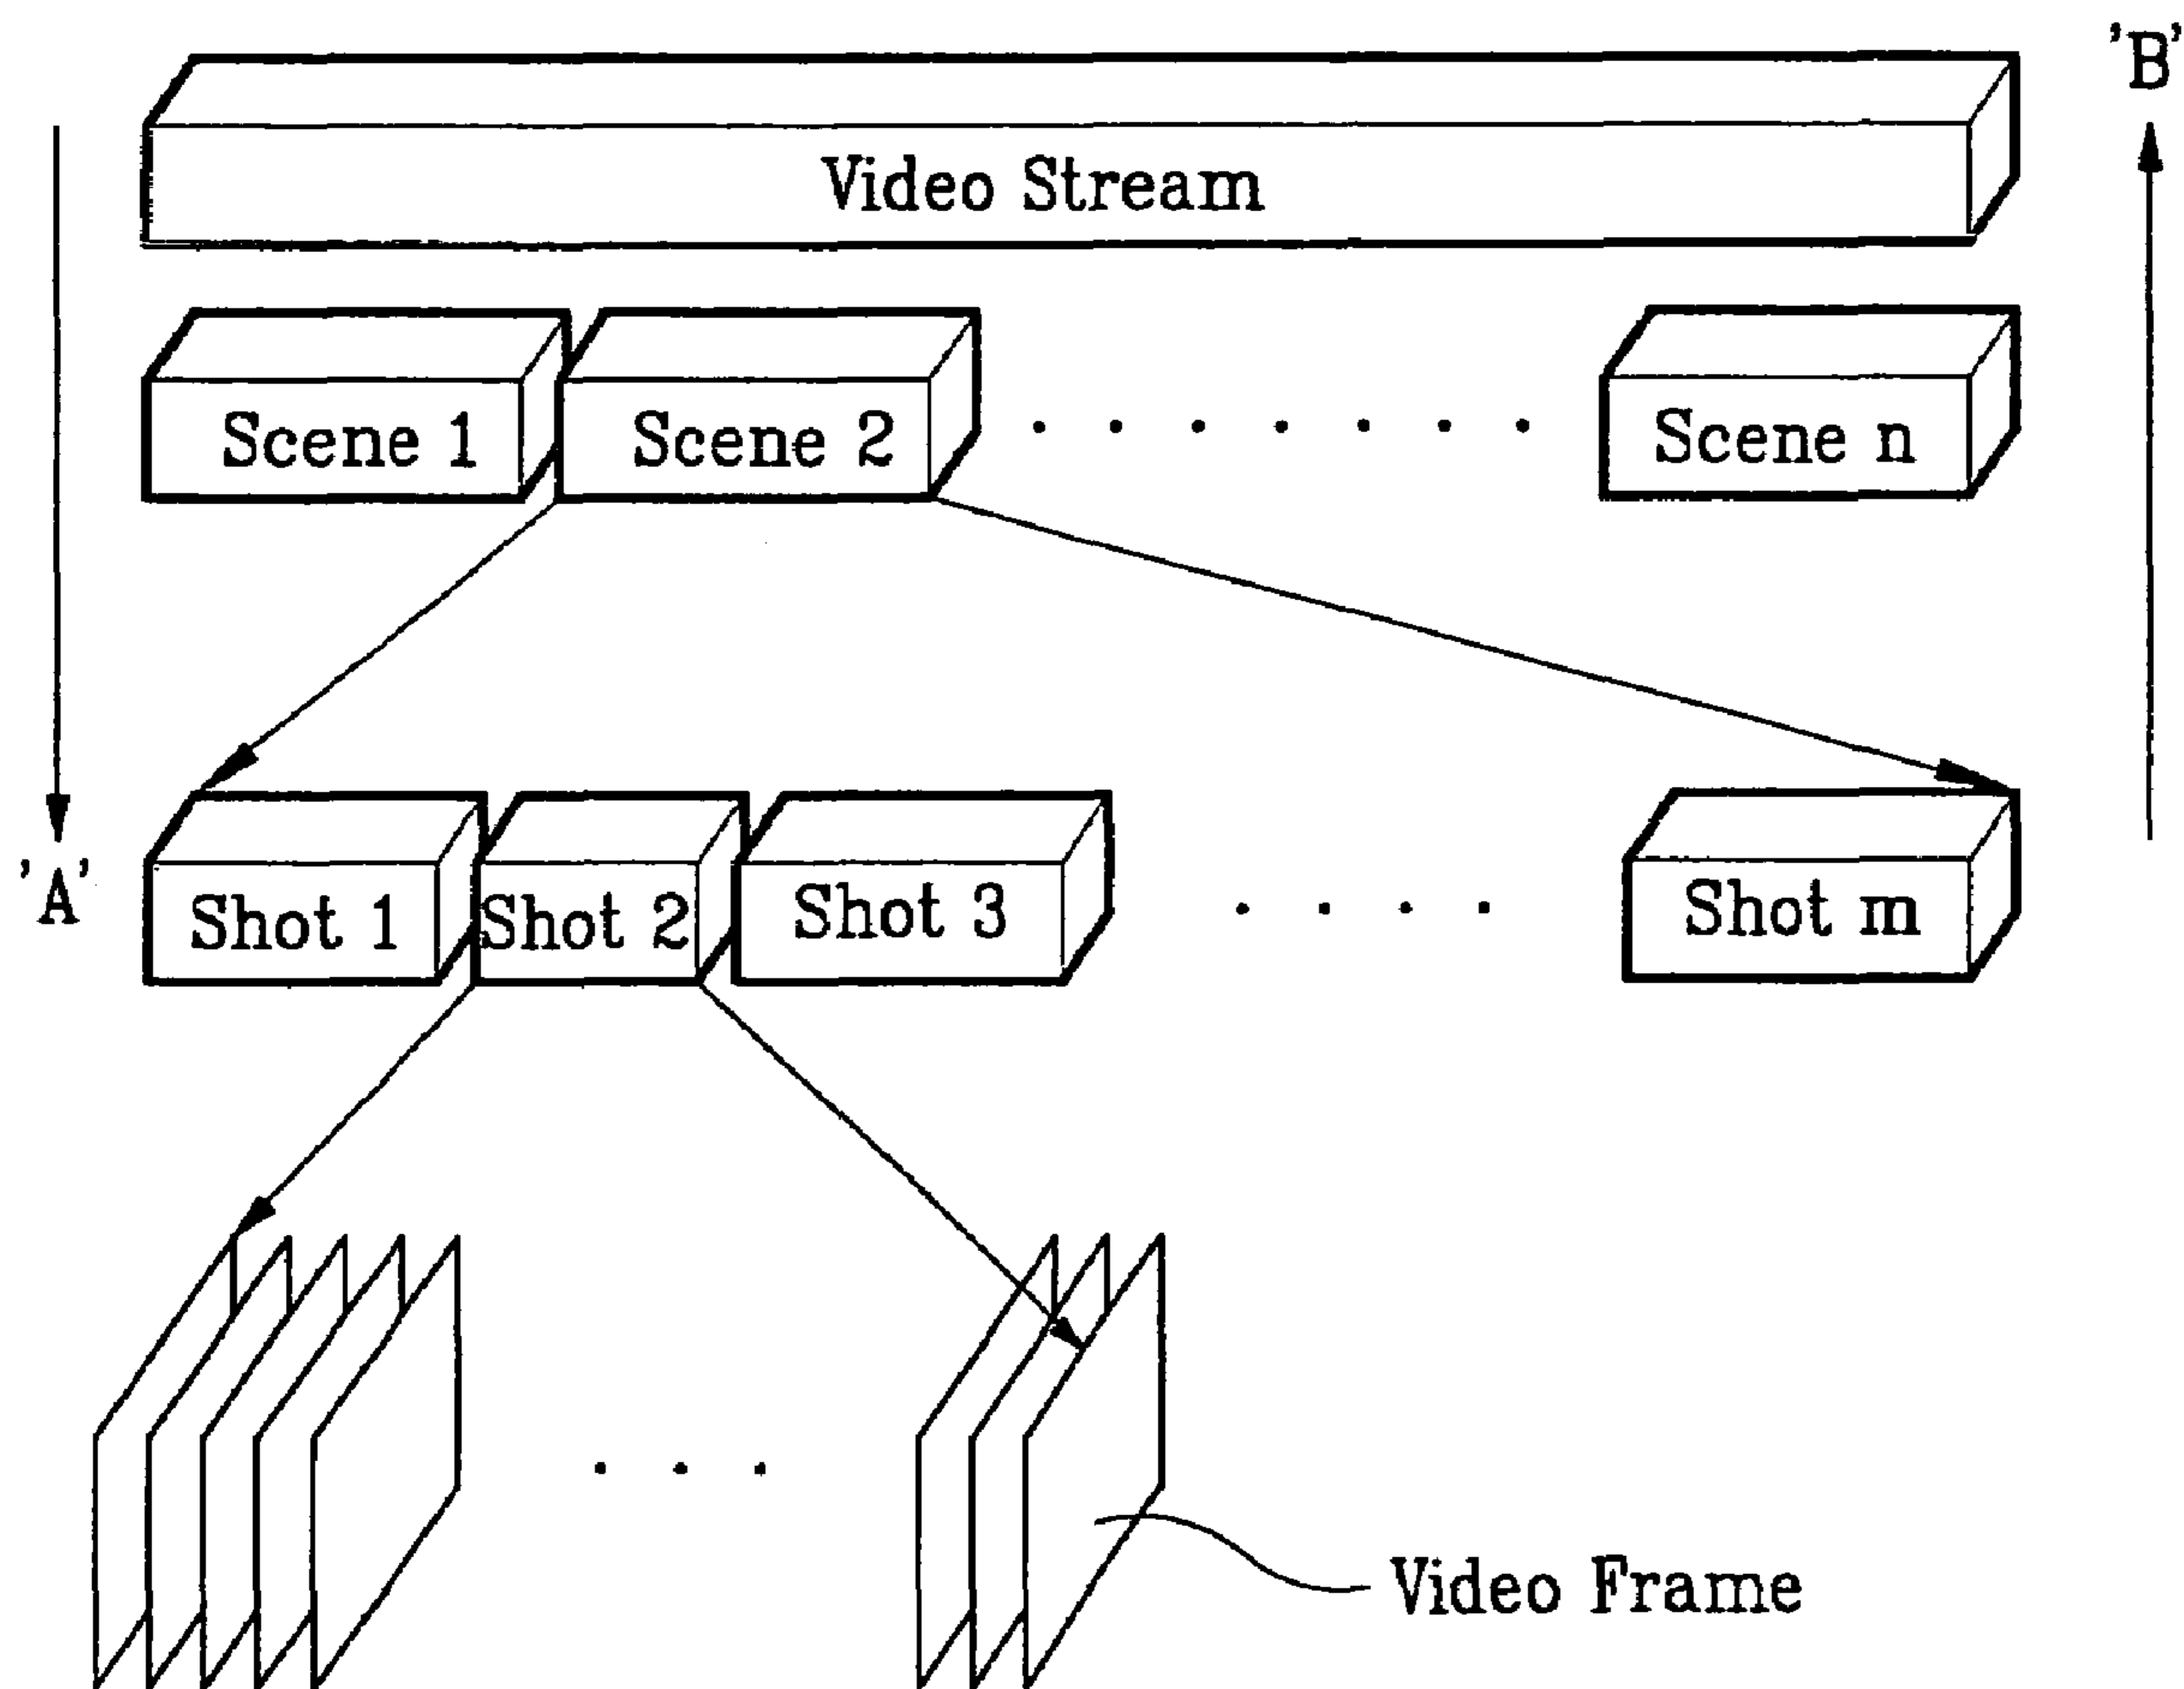 'B'
Video Stream
Scene 1 Scene 2 . . . . . . . Scene n
'A'
Shot 1 Shot 2 Shot 3 . . . . Shot m
. . .
Video Frame